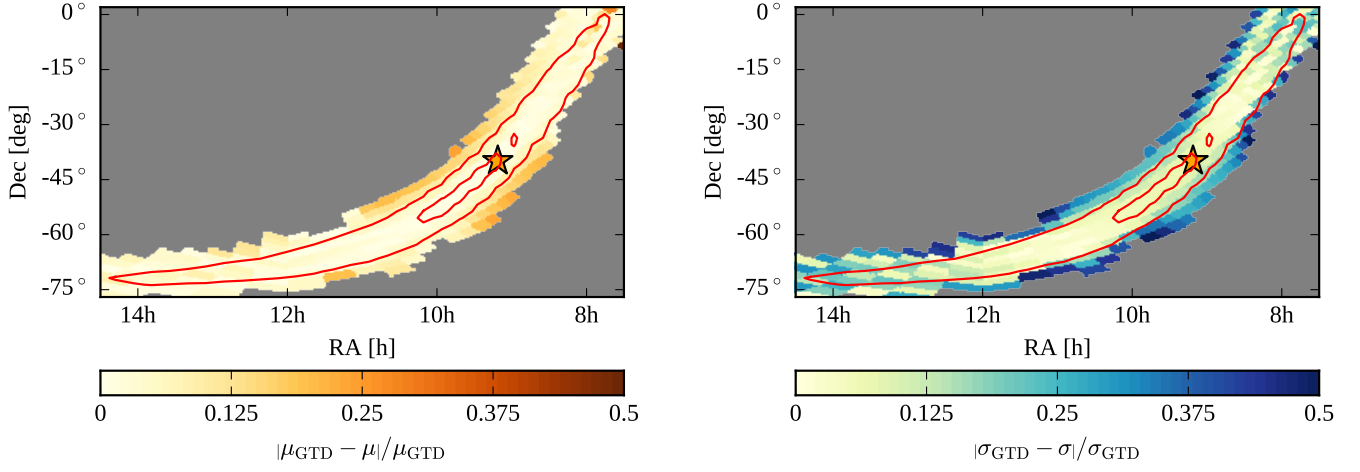 0°
-15°
-30°
-45°
-60°
-75°
Dec [deg]
14h 12h 10h 8h
RA [h]
0 0.125 0.25 0.375 0.5
|μGTD − μ|/μGTD
0°
-15°
-30°
-45°
-60°
-75°
Dec [deg]
14h 12h 10h 8h
RA [h]
0 0.125 0.25 0.375 0.5
|σGTD − σ|/σGTD